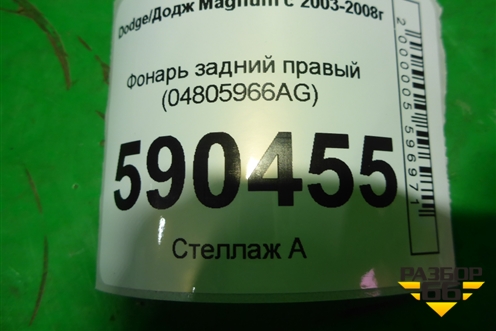 Dodge/Додж Magnum с 2003-2008г
Фонарь задний правый
(04805966AG)
590455
Стеллаж А
2000005596971
РАЗБОР
66